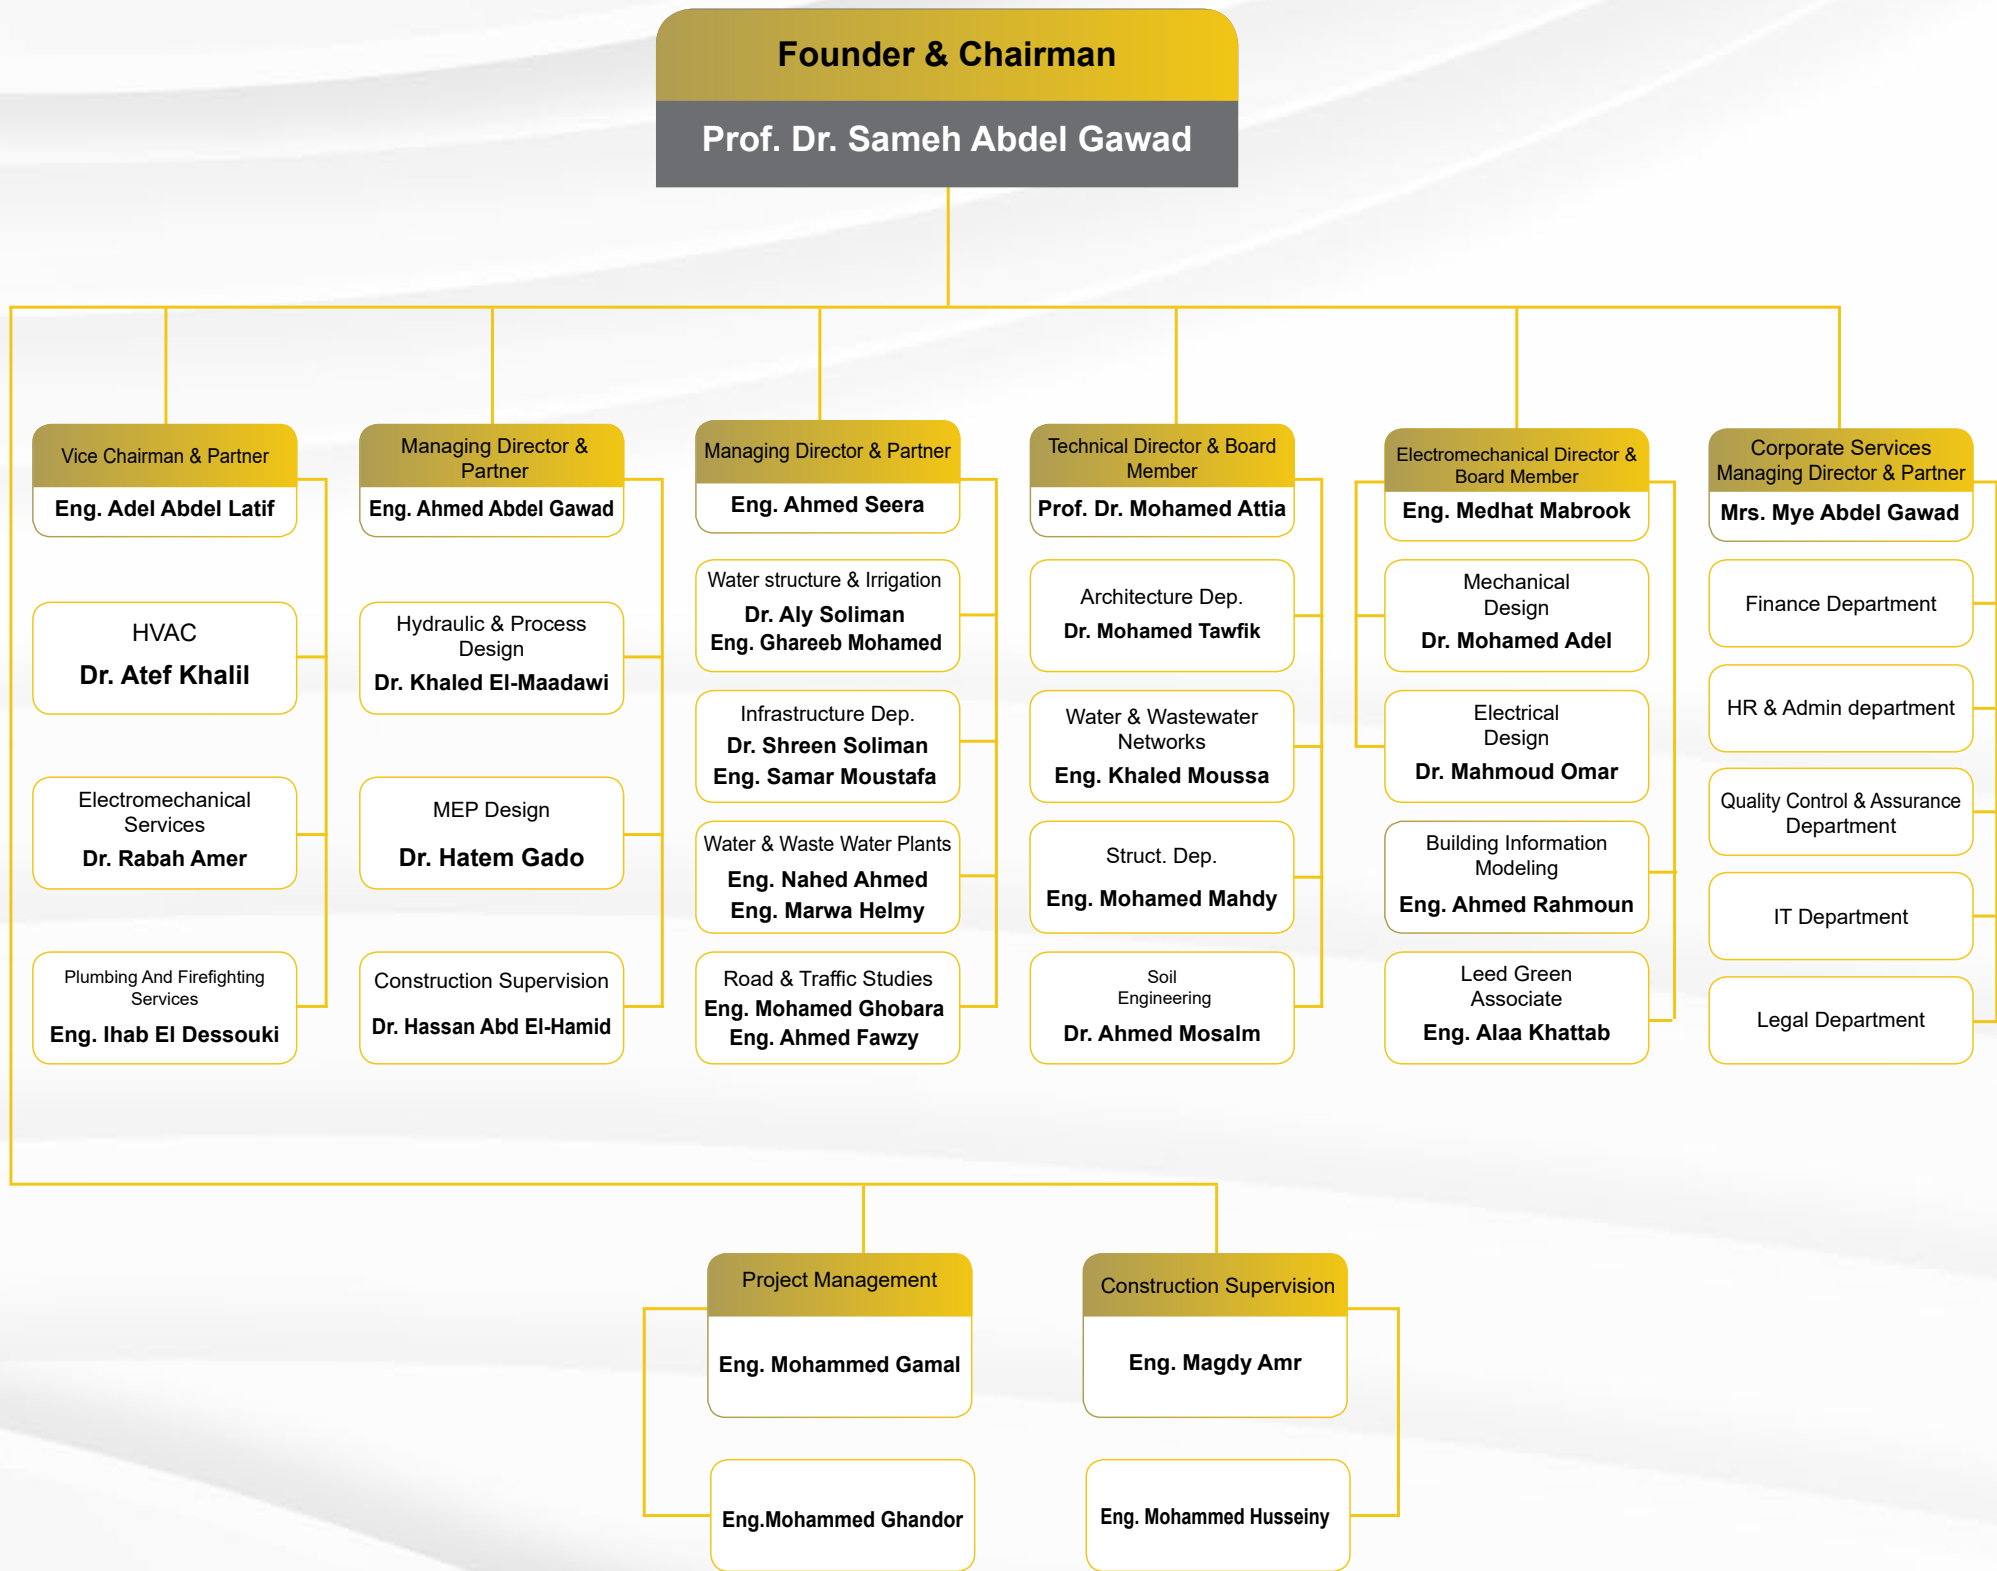 Founder & Chairman
Prof. Dr. Sameh Abdel Gawad
Vice Chairman & Partner
Eng. Adel Abdel Latif
HVAC
Dr. Atef Khalil
Electromechanical
Services
Dr. Rabah Amer
Plumbing And Firefighting
Services
Eng. Ihab El Dessouki
Managing Director &
Partner
Eng. Ahmed Abdel Gawad
Hydraulic & Process
Design
Dr. Khaled El-Maadawi
MEP Design
Dr. Hatem Gado
Construction Supervision
Dr. Hassan Abd El-Hamid
Managing Director & Partner
Eng. Ahmed Seera
Water structure & Irrigation
Dr. Aly Soliman
Eng. Ghareeb Mohamed
Infrastructure Dep.
Dr. Shreen Soliman
Eng. Samar Moustafa
Water & Waste Water Plants
Eng. Nahed Ahmed
Eng. Marwa Helmy
Road & Traffic Studies
Eng. Mohamed Ghobara
Eng. Ahmed Fawzy
Technical Director & Board
Member
Prof. Dr. Mohamed Attia
Architecture Dep.
Dr. Mohamed Tawfik
Water & Wastewater
Networks
Eng. Khaled Moussa
Struct. Dep.
Eng. Mohamed Mahdy
Soil
Engineering
Dr. Ahmed Mosalm
Electromechanical Director &
Board Member
Eng. Medhat Mabrook
Mechanical
Design
Dr. Mohamed Adel
Electrical
Design
Dr. Mahmoud Omar
Building Information
Modeling
Eng. Ahmed Rahmoun
Leed Green
Associate
Eng. Alaa Khattab
Corporate Services
Managing Director & Partner
Mrs. Mye Abdel Gawad
Finance Department
HR & Admin department
Quality Control & Assurance
Department
IT Department
Legal Department
Project Management
Eng. Mohammed Gamal
Eng.Mohammed Ghandor
Construction Supervision
Eng. Magdy Amr
Eng. Mohammed Husseiny